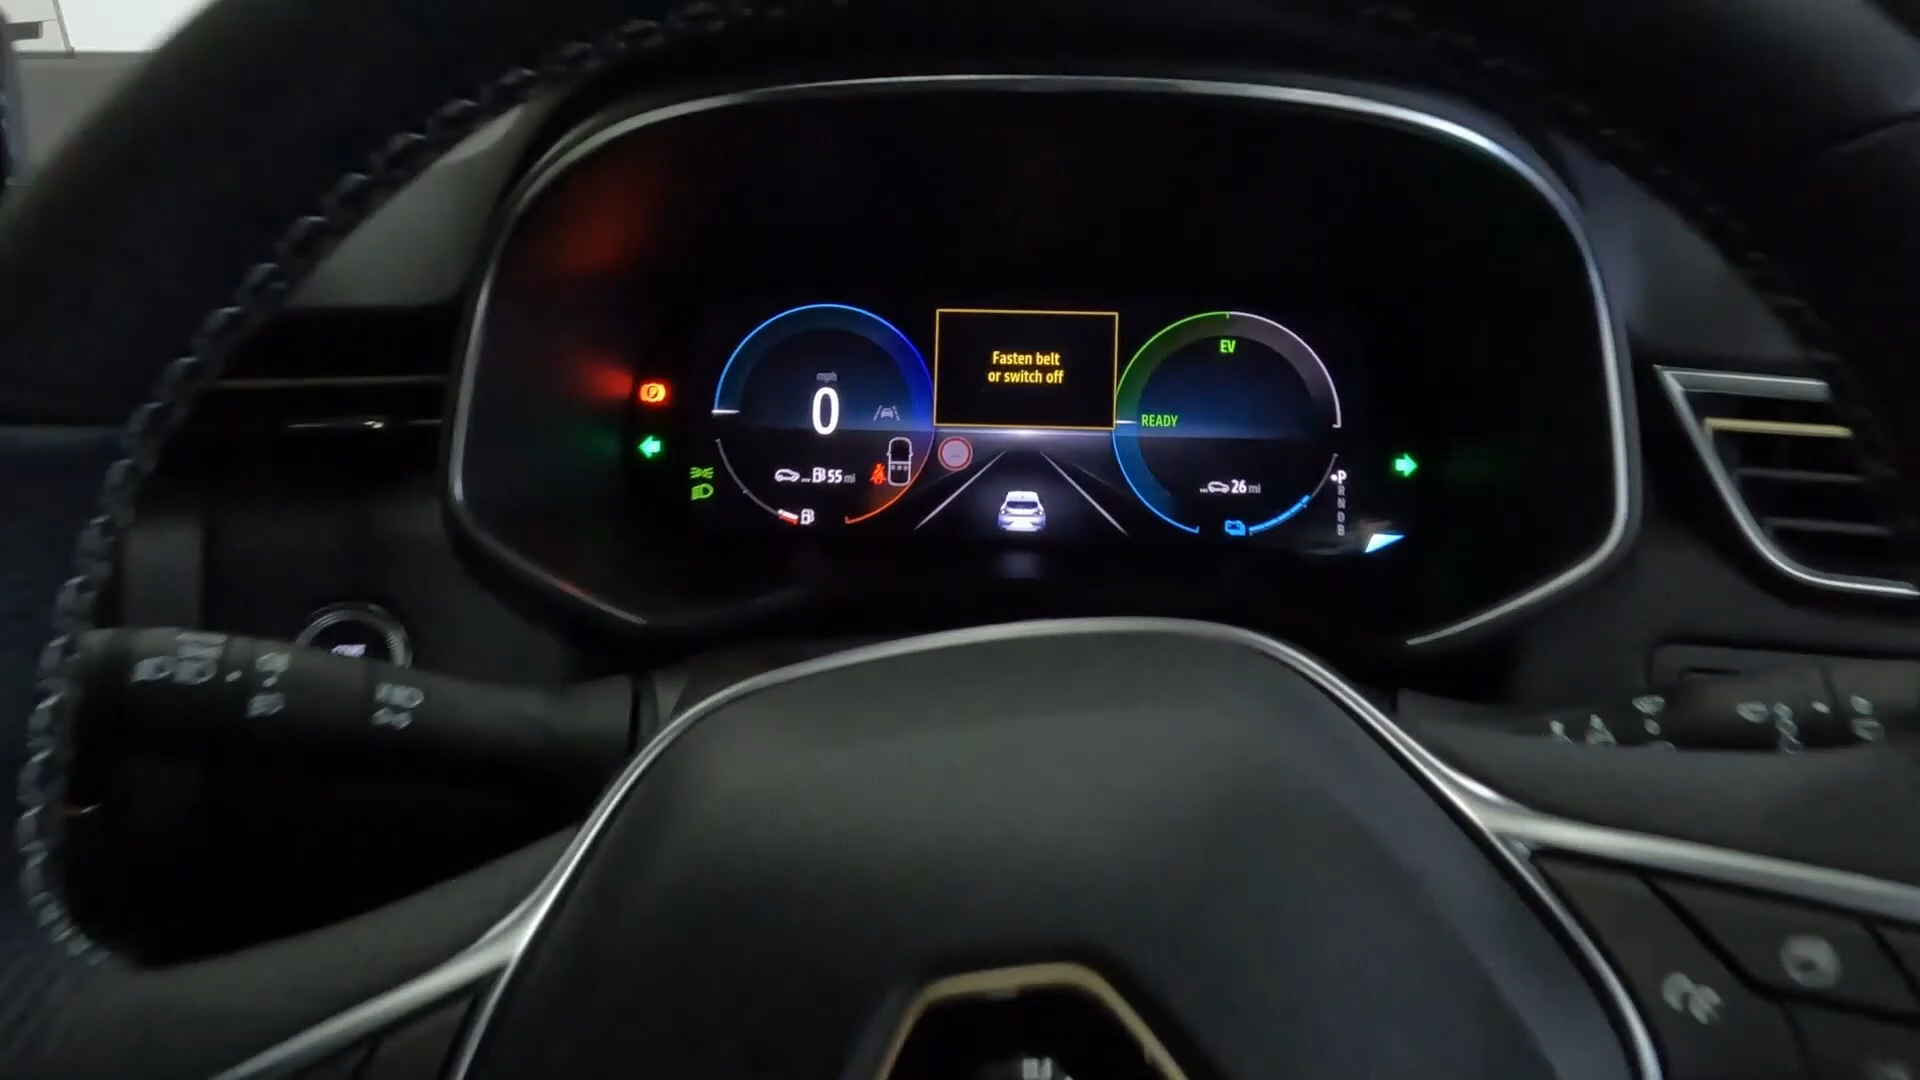 Fasten belt
or switch off
EV
mph
0
READY
55 mi
26 mi
P
R
N
D
B